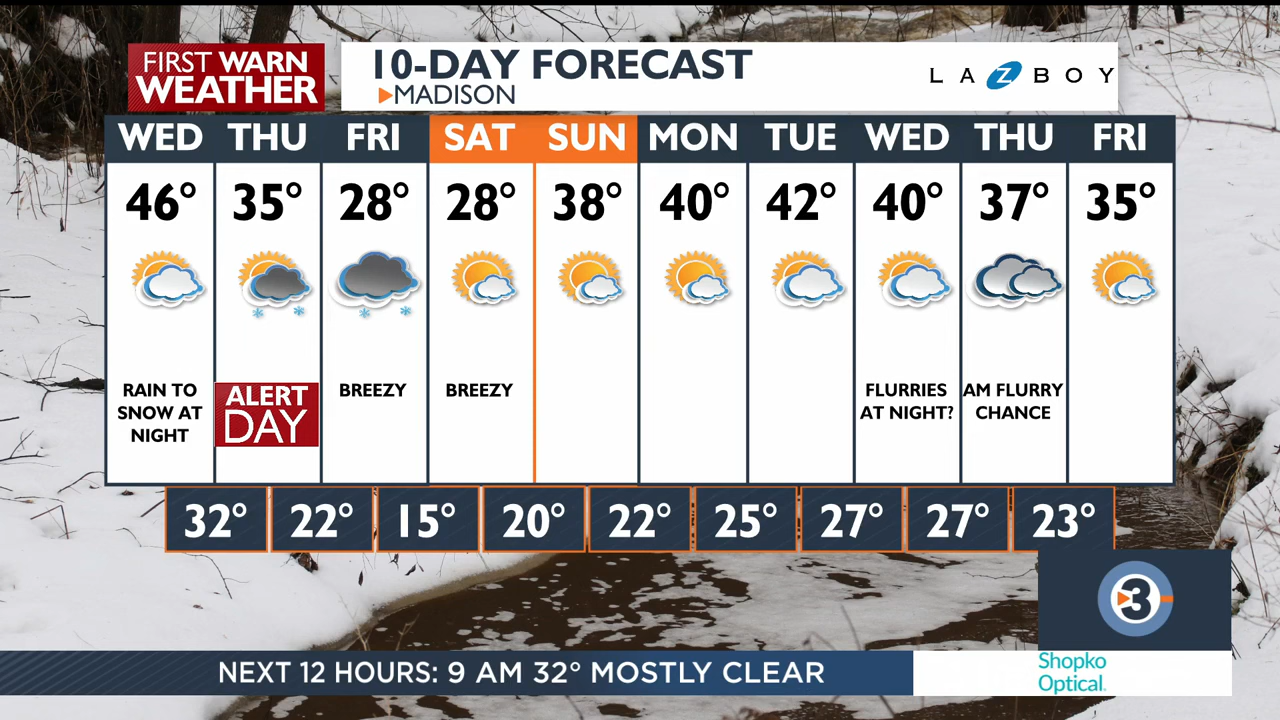 FIRST WARN
WEATHER
10-DAY FORECAST
MADISON
LA Z BOY
WED THU FRI SAT SUN MON TUE WED THU FRI
46° 35° 28° 28° 38° 40° 42° 40° 37° 35°
RAIN TO
SNOW AT
NIGHT
ALERT
DAY
BREEZY
BREEZY
FLURRIES
AT NIGHT?
AM FLURRY
CHANCE
32° 22° 15° 20° 22° 25° 27° 27° 23°
3
NEXT 12 HOURS: 9 AM 32° MOSTLY CLEAR
Shopko
Optical.